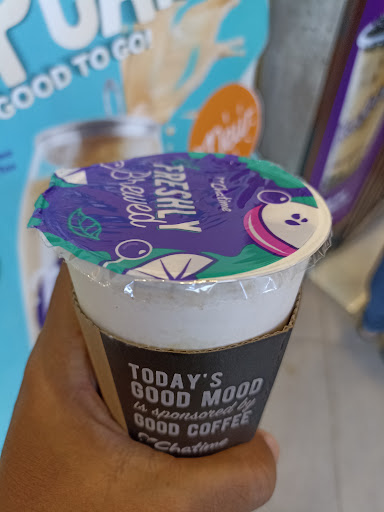 GOOD TO GO!
FRESHLY
Brewed
Chatime
TODAY'S
GOOD MOOD
is sponsored by
GOOD COFFEE
Chatime